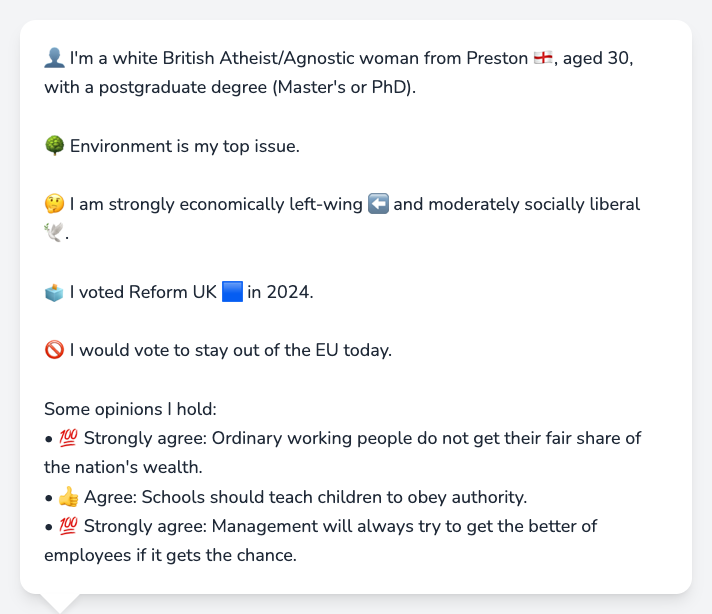 👤 I'm a white British Atheist/Agnostic woman from Preston 🏴󠁧󠁢󠁥󠁮󠁧󠁿, aged 30,
with a postgraduate degree (Master's or PhD).
🌳 Environment is my top issue.
🤔 I am strongly economically left-wing ⬅️ and moderately socially liberal
🕊️.
🗳️ I voted Reform UK 🟦 in 2024.
🚫 I would vote to stay out of the EU today.
Some opinions I hold:
• 💯 Strongly agree: Ordinary working people do not get their fair share of
the nation's wealth.
• 👍 Agree: Schools should teach children to obey authority.
• 💯 Strongly agree: Management will always try to get the better of
employees if it gets the chance.